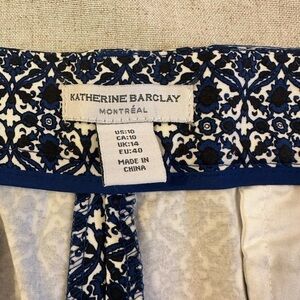 KATHERINE BARCLAY
MONTRÉAL
US:10
CA:10
UK:14
EU:40
MADE IN
CHINA